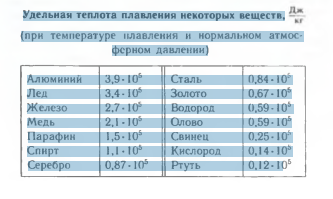 Удельная теплота плавления некоторых веществ, Дж/кг
(при температуре плавления и нормальном атмос-
ферном давлении)
Алюминий 3,9·10⁵ Сталь 0,84·10⁵
Лед 3,4·10⁵ Золото 0,67·10⁵
Железо 2,7·10⁵ Водород 0,59·10⁵
Медь 2,1·10⁵ Олово 0,59·10⁵
Парафин 1,5·10⁵ Свинец 0,25·10⁵
Спирт 1,1·10⁵ Кислород 0,14·10⁵
Серебро 0,87·10⁵ Ртуть 0,12·10⁵